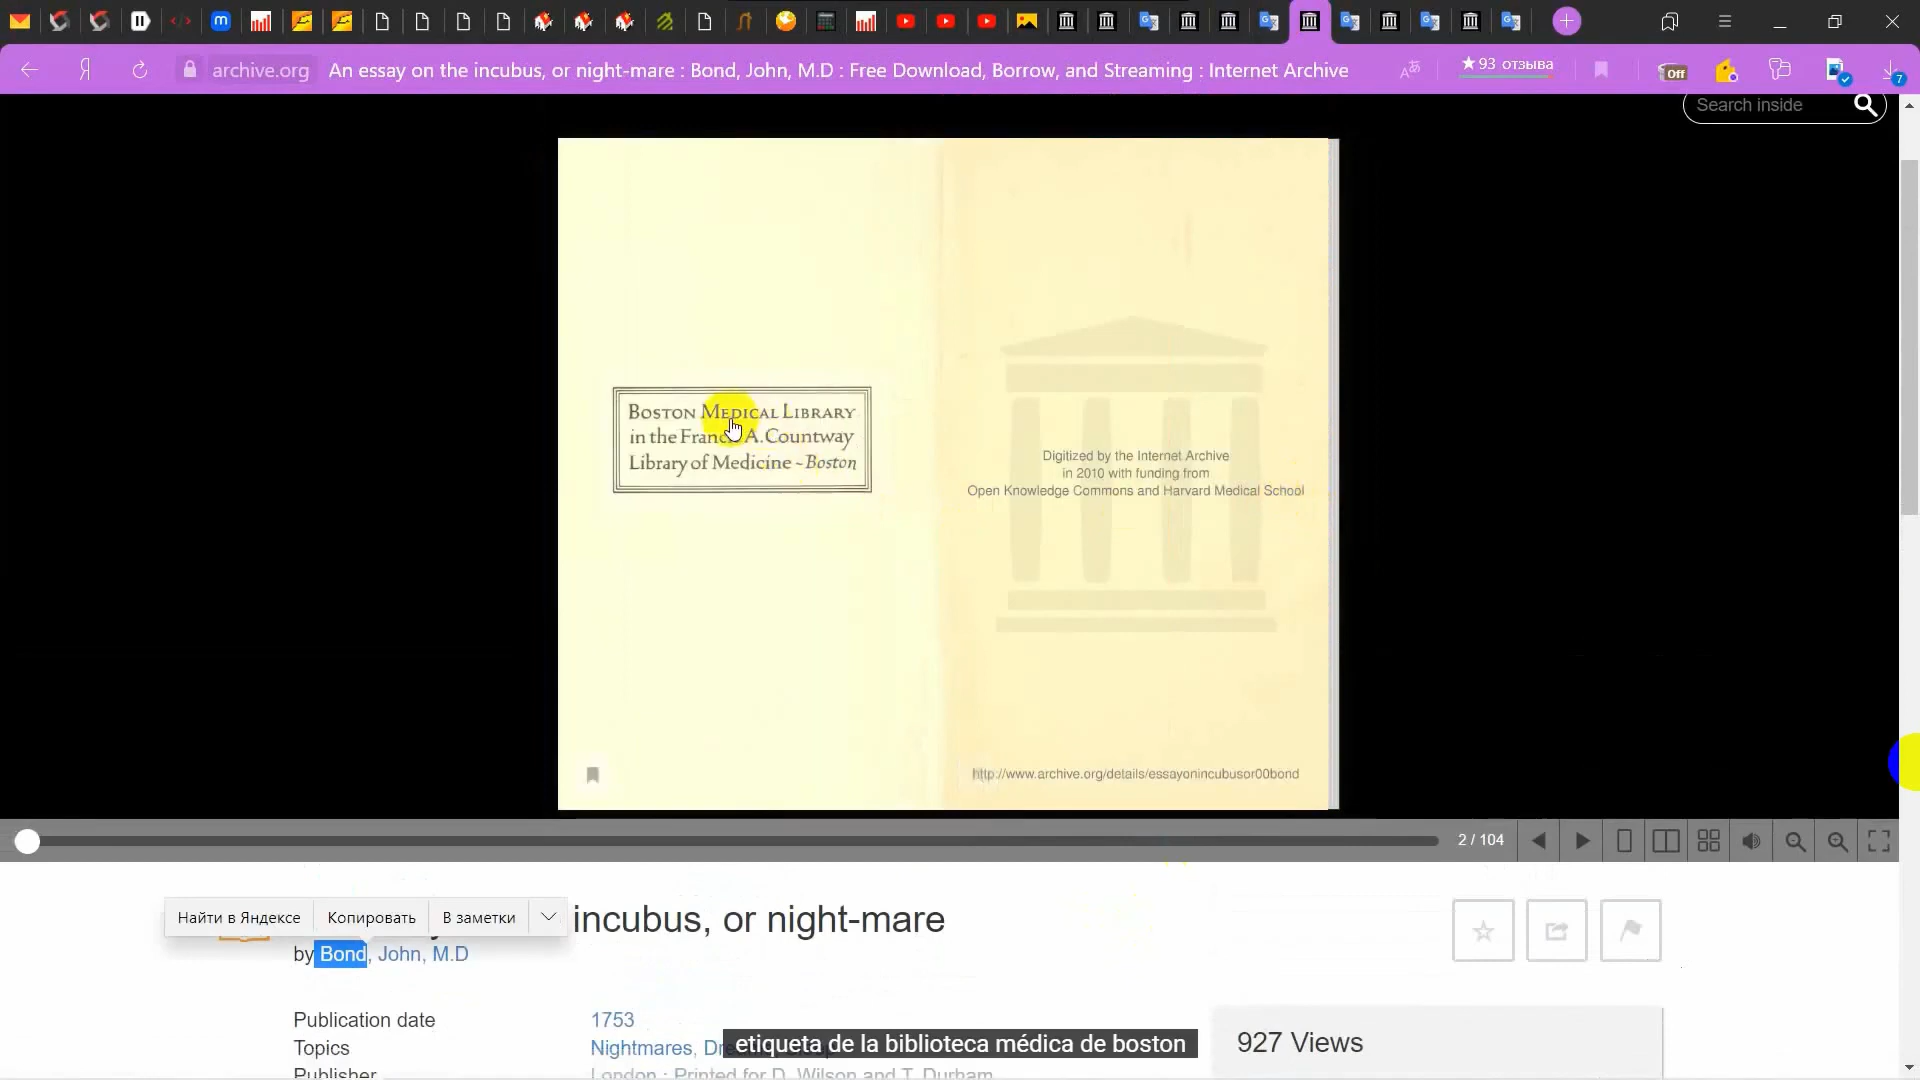 archive.org An essay on the incubus, or night-mare : Bond, John, M.D : Free Download, Borrow, and Streaming : Internet Archive
★93 отзыва
Off
7
Search inside
BOSTON MEDICAL LIBRARY
in the Francis A. Countway
Library of Medicine ~ Boston
Digitized by the Internet Archive
in 2010 with funding from
Open Knowledge Commons and Harvard Medical School
http://www.archive.org/details/essayonincubusor00bond
2 / 104
Найти в Яндексе
Копировать
В заметки
incubus, or night-mare
by Bond, John, M.D
Publication date 1753
Topics Nightmares,
etiqueta de la biblioteca médica de boston
927 Views
Publisher London : Printed for D. Wilson and T. Durham